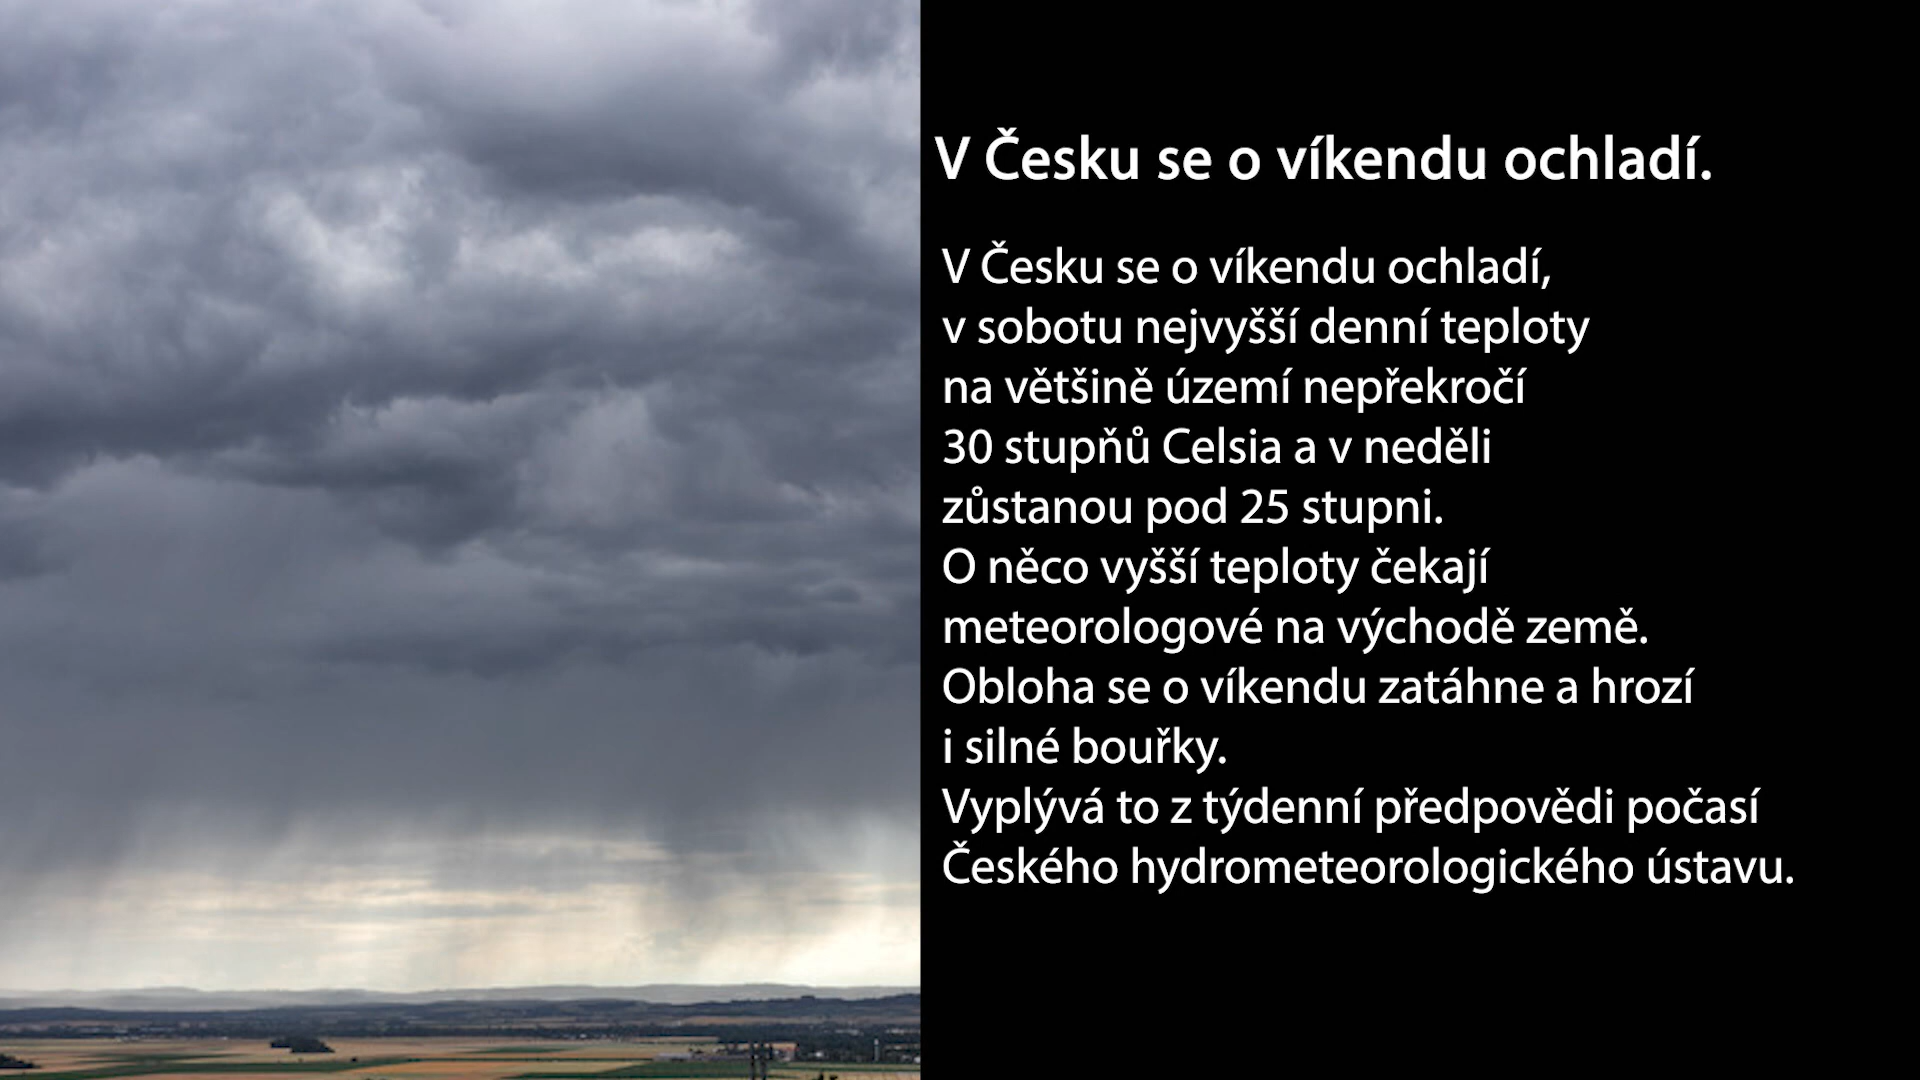 V Česku se o víkendu ochladí.
V Česku se o víkendu ochladí,
v sobotu nejvyšší denní teploty
na většině území nepřekročí
30 stupňů Celsia a v neděli
zůstanou pod 25 stupni.
O něco vyšší teploty čekají
meteorologové na východě země.
Obloha se o víkendu zatáhne a hrozí
i silné bouřky.
Vyplývá to z týdenní předpovědi počasí
Českého hydrometeorologického ústavu.